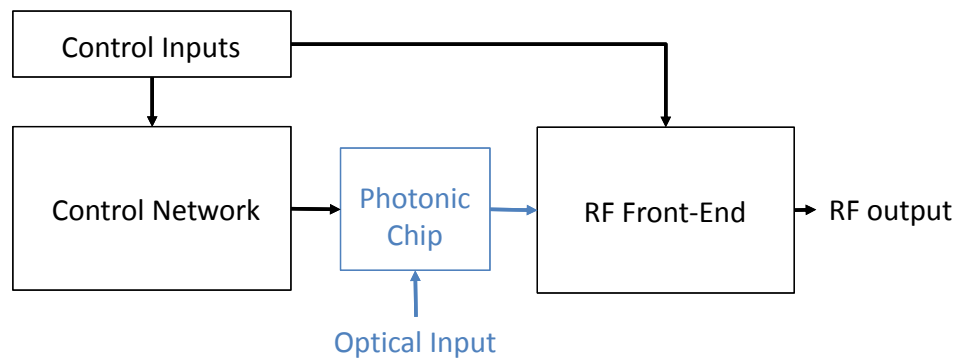 Control Inputs
Control Network
Photonic
Chip
RF Front-End
RF output
Optical Input